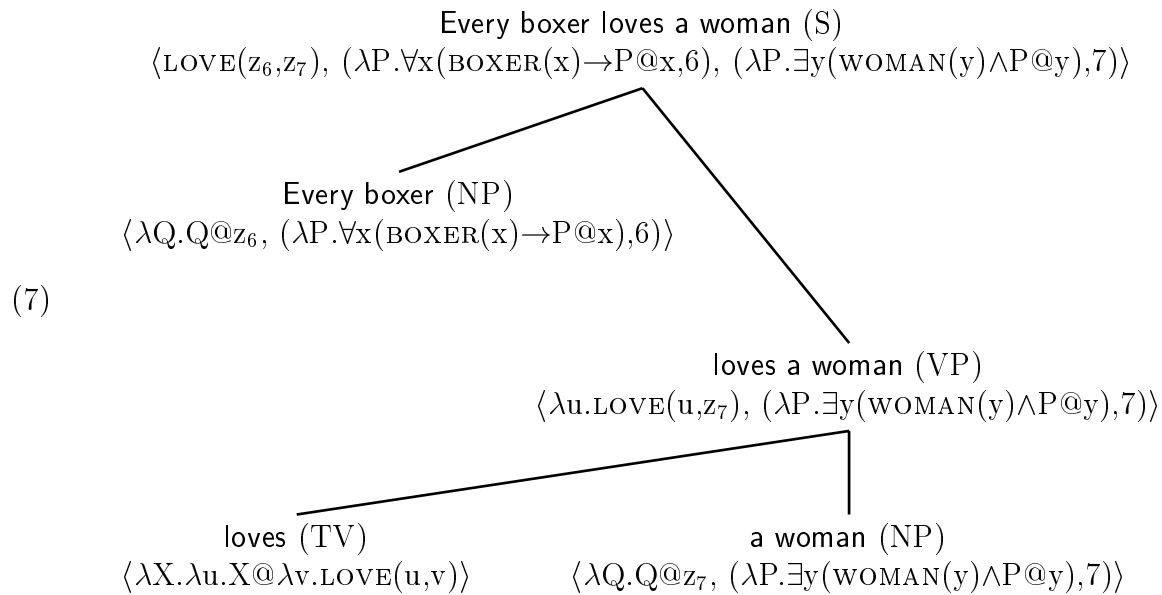 Every boxer loves a woman (S)
⟨LOVE(z₆,z₇), (λP.∀x(BOXER(x)→P@x,6), (λP.∃y(WOMAN(y)∧P@y),7)⟩
Every boxer (NP)
⟨λQ.Q@z₆, (λP.∀x(BOXER(x)→P@x),6)⟩
(7)
loves a woman (VP)
⟨λu.LOVE(u,z₇), (λP.∃y(WOMAN(y)∧P@y),7)⟩
loves (TV) a woman (NP)
⟨λX.λu.X@λv.LOVE(u,v)⟩ ⟨λQ.Q@z₇, (λP.∃y(WOMAN(y)∧P@y),7)⟩